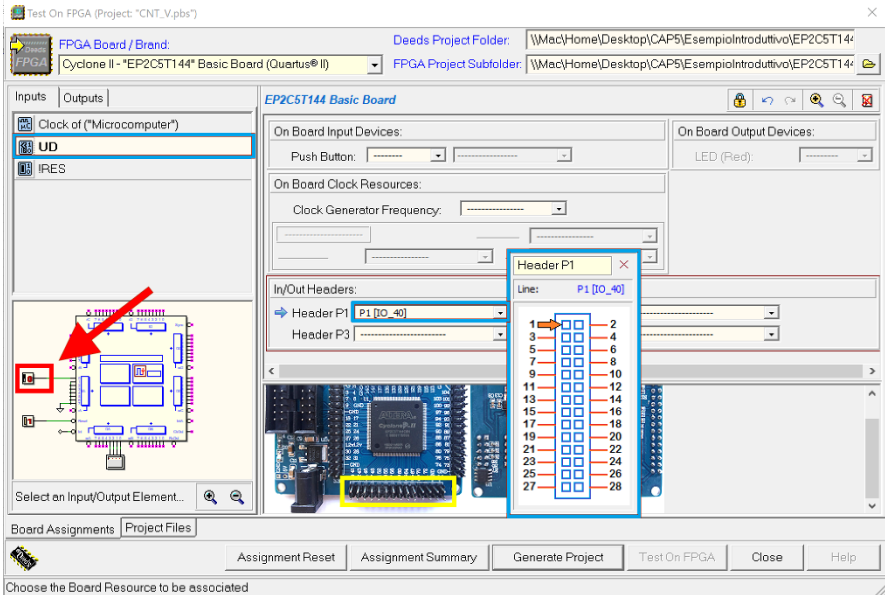 Test On FPGA (Project: "CNT_V.pbs")
FPGA Board / Brand:
Cyclone II - "EP2C5T144" Basic Board (Quartus® II)
Deeds Project Folder:
\\Mac\Home\Desktop\CAP5\EsempioIntroduttivo\EP2C5T144
FPGA Project Subfolder:
\\Mac\Home\Desktop\CAP5\EsempioIntroduttivo\EP2C5T144
Deeds
FPGA
Inputs
Outputs
Clock of ("Microcomputer")
UD
!RES
EP2C5T144 Basic Board
On Board Input Devices:
Push Button:
On Board Output Devices:
LED (Red):
On Board Clock Resources:
Clock Generator Frequency:
In/Out Headers:
Header P1
P1 [IO_40]
Header P3
Header P1
Line: P1 [IO_40]
1 2
3 4
5 6
7 8
9 10
11 12
13 14
15 16
17 18
19 20
21 22
23 24
25 26
27 28
ALTERA
Cyclone II
Select an Input/Output Element...
Board Assignments
Project Files
Assignment Reset
Assignment Summary
Generate Project
Test On FPGA
Close
Help
Choose the Board Resource to be associated